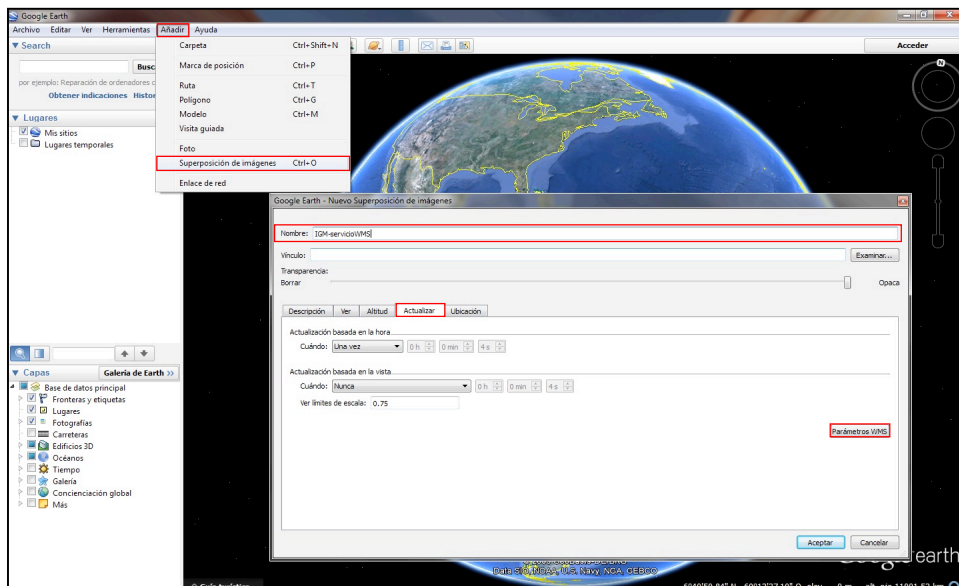 Google Earth
Archivo Editar Ver Herramientas Añadir Ayuda
Search
Acceder
Carpeta Ctrl+Shift+N
Marca de posición Ctrl+P
Busc
por ejemplo: Reparación de ordenadores c
Obtener indicaciones Histor
Ruta Ctrl+T
Polígono Ctrl+G
Modelo Ctrl+M
Visita guiada
Foto
Superposición de imágenes Ctrl+O
Enlace de red
N
Lugares
Mis sitios
Lugares temporales
Google Earth - Nuevo Superposición de imágenes
Nombre: IGM-servicioWMS
Vínculo: Examinar...
Transparencia:
Borrar Opaca
Descripción Ver Altitud Actualizar Ubicación
Actualización basada en la hora
Cuándo: Una vez 0 h 0 min 4 s
Actualización basada en la vista
Cuándo: Nunca 0 h 0 min 4 s
Ver límites de escala: 0.75
Parámetros WMS
Aceptar Cancelar
Capas Galería de Earth >>
Base de datos principal
Fronteras y etiquetas
Lugares
Fotografías
Carreteras
Edificios 3D
Océanos
Tiempo
Galería
Concienciación global
Más
earth
Data SIO, NOAA, U.S. Navy, NGA, GEBCO